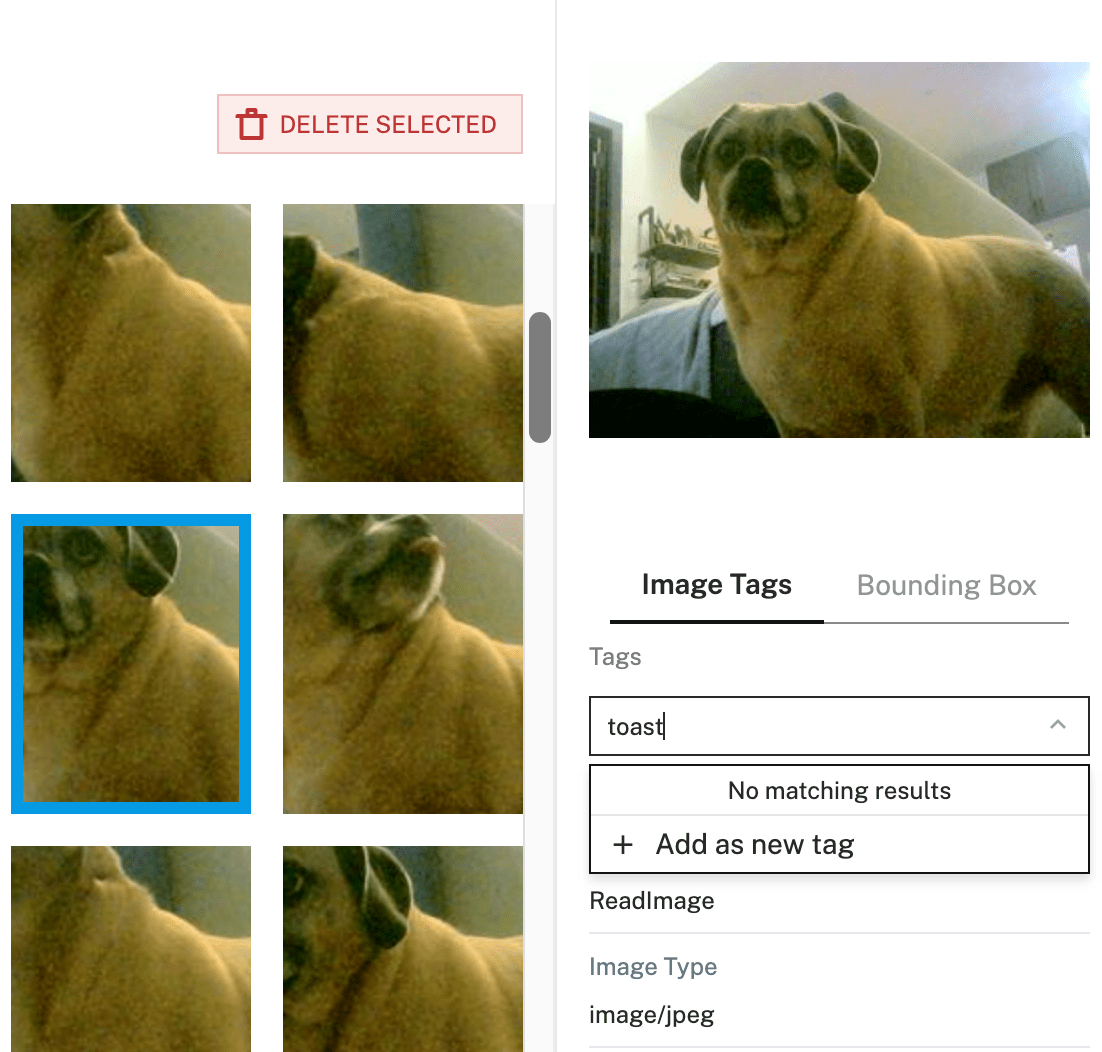 DELETE SELECTED
Image Tags
Bounding Box
Tags
toast
No matching results
+ Add as new tag
ReadImage
Image Type
image/jpeg